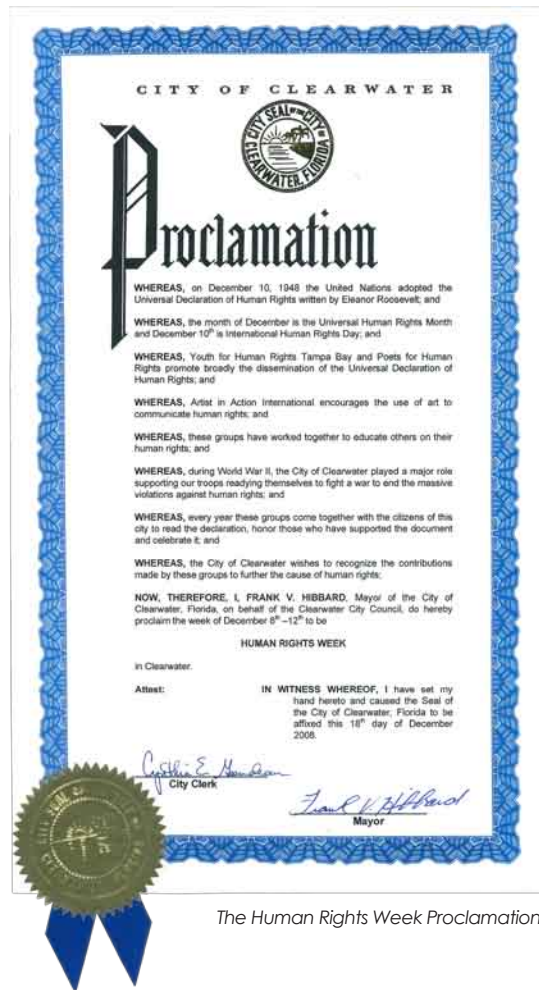 CITY OF CLEARWATER
CITY SEAL OF THE CITY OF
CLEARWATER, FLORIDA
Proclamation
WHEREAS, on December 10, 1948 the United Nations adopted the
Universal Declaration of Human Rights written by Eleanor Roosevelt; and
WHEREAS, the month of December is the Universal Human Rights Month
and December 10th is International Human Rights Day; and
WHEREAS, Youth for Human Rights Tampa Bay and Poets for Human
Rights promote broadly the dissemination of the Universal Declaration of
Human Rights; and
WHEREAS, Artist in Action International encourages the use of art to
communicate human rights; and
WHEREAS, these groups have worked together to educate others on their
human rights; and
WHEREAS, during World War II, the City of Clearwater played a major role
supporting our troops readying themselves to fight a war to end the massive
violations against human rights; and
WHEREAS, every year these groups come together with the citizens of this
city to read the declaration, honor those who have supported the document
and celebrate it; and
WHEREAS, the City of Clearwater wishes to recognize the contributions
made by these groups to further the cause of human rights;
NOW, THEREFORE, I, FRANK V. HIBBARD, Mayor of the City of
Clearwater, Florida, on behalf of the Clearwater City Council, do hereby
proclaim the week of December 8th –12th to be
HUMAN RIGHTS WEEK
in Clearwater.
Attest: IN WITNESS WHEREOF, I have set my
hand hereto and caused the Seal of
the City of Clearwater, Florida to be
affixed this 18th day of December
2008.
Cynthia E.
City Clerk
Frank V. Hibbard
Mayor
The Human Rights Week Proclamation